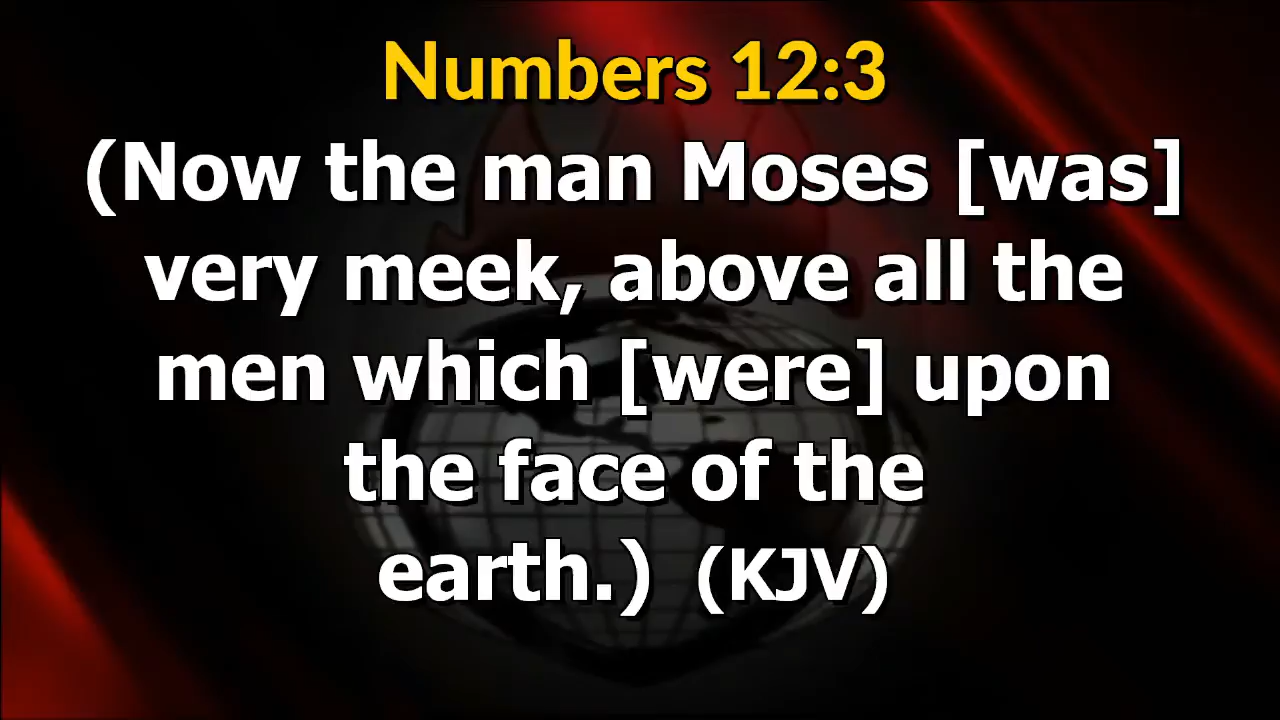 Numbers 12:3
(Now the man Moses [was]
very meek, above all the
men which [were] upon
the face of the
earth.) (KJV)